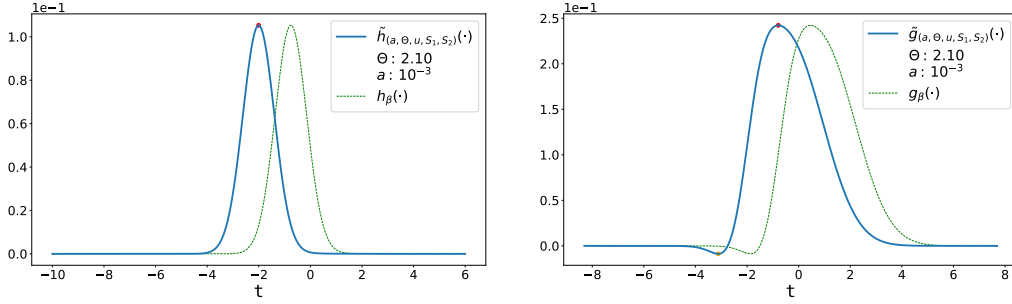 1e−1
h̃(a, Θ, u, S₁, S₂)(·)
Θ : 2.10
a : 10⁻³
hβ(·)
1.0
0.8
0.6
0.4
0.2
0.0
−10 −8 −6 −4 −2 0 2 4 6
t
1e−1
g̃(a, Θ, u, S₁, S₂)(·)
Θ : 2.10
a : 10⁻³
gβ(·)
2.5
2.0
1.5
1.0
0.5
0.0
−8 −6 −4 −2 0 2 4 6 8
t